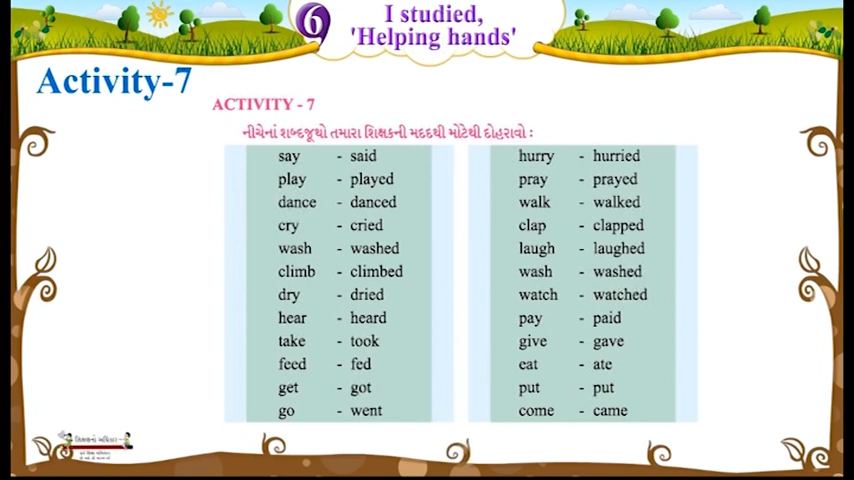 6
I studied,
'Helping hands'
Activity-7
ACTIVITY - 7
નીચેનાં શબ્દજૂથો તમારા શિક્ષકની મદદથી મોટેથી દોહરાવો :
say - said
play - played
dance - danced
cry - cried
wash - washed
climb - climbed
dry - dried
hear - heard
take - took
feed - fed
get - got
go - went
hurry - hurried
pray - prayed
walk - walked
clap - clapped
laugh - laughed
wash - washed
watch - watched
pay - paid
give - gave
eat - ate
put - put
come - came
શિક્ષણનો અધિકાર